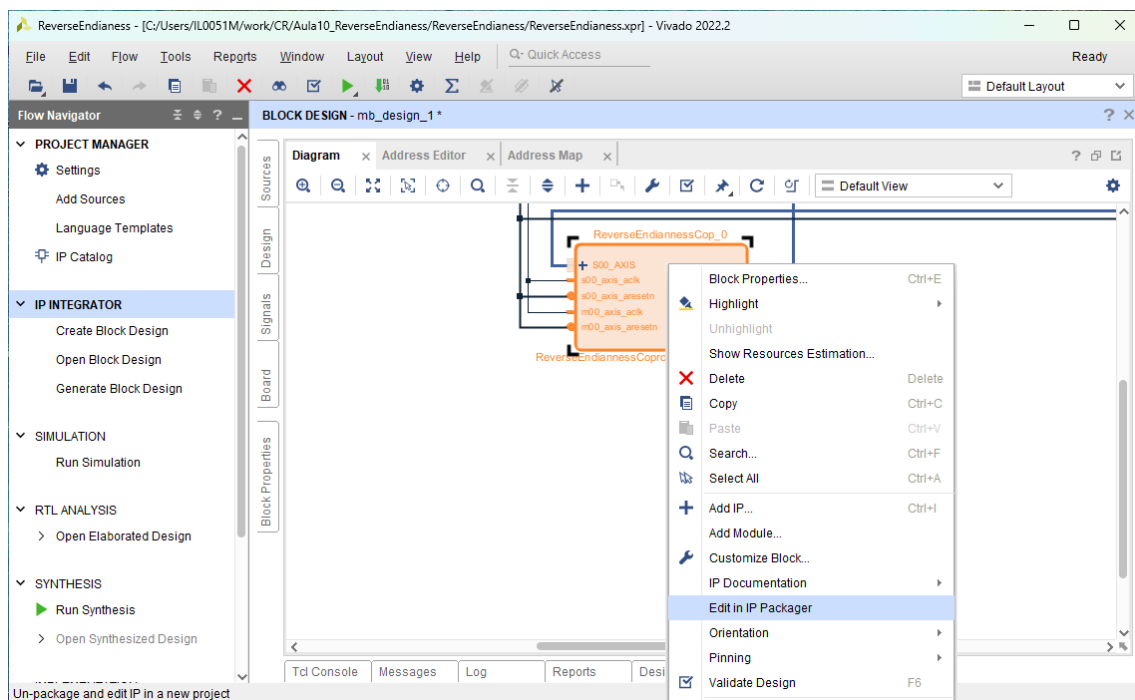 ReverseEndianess - [C:/Users/IL0051M/work/CR/Aula10_ReverseEndianess/ReverseEndianess/ReverseEndianess.xpr] - Vivado 2022.2
File Edit Flow Tools Reports Window Layout View Help Q- Quick Access Ready
Default Layout
Flow Navigator
BLOCK DESIGN - mb_design_1 *
PROJECT MANAGER
Settings
Add Sources
Language Templates
IP Catalog
IP INTEGRATOR
Create Block Design
Open Block Design
Generate Block Design
SIMULATION
Run Simulation
RTL ANALYSIS
Open Elaborated Design
SYNTHESIS
Run Synthesis
Open Synthesized Design
Sources
Design
Signals
Board
Block Properties
Diagram Address Editor Address Map
Default View
ReverseEndiannessCop_0
S00_AXIS
s00_axis_aclk
s00_axis_aresetn
m00_axis_aclk
m00_axis_aresetn
ReverseEndiannessCopro
Block Properties... Ctrl+E
Highlight
Unhighlight
Show Resources Estimation...
Delete Delete
Copy Ctrl+C
Paste Ctrl+V
Search... Ctrl+F
Select All Ctrl+A
Add IP... Ctrl+I
Add Module...
Customize Block...
IP Documentation
Edit in IP Packager
Orientation
Pinning
Validate Design F6
Tcl Console Messages Log Reports Desi
Un-package and edit IP in a new project